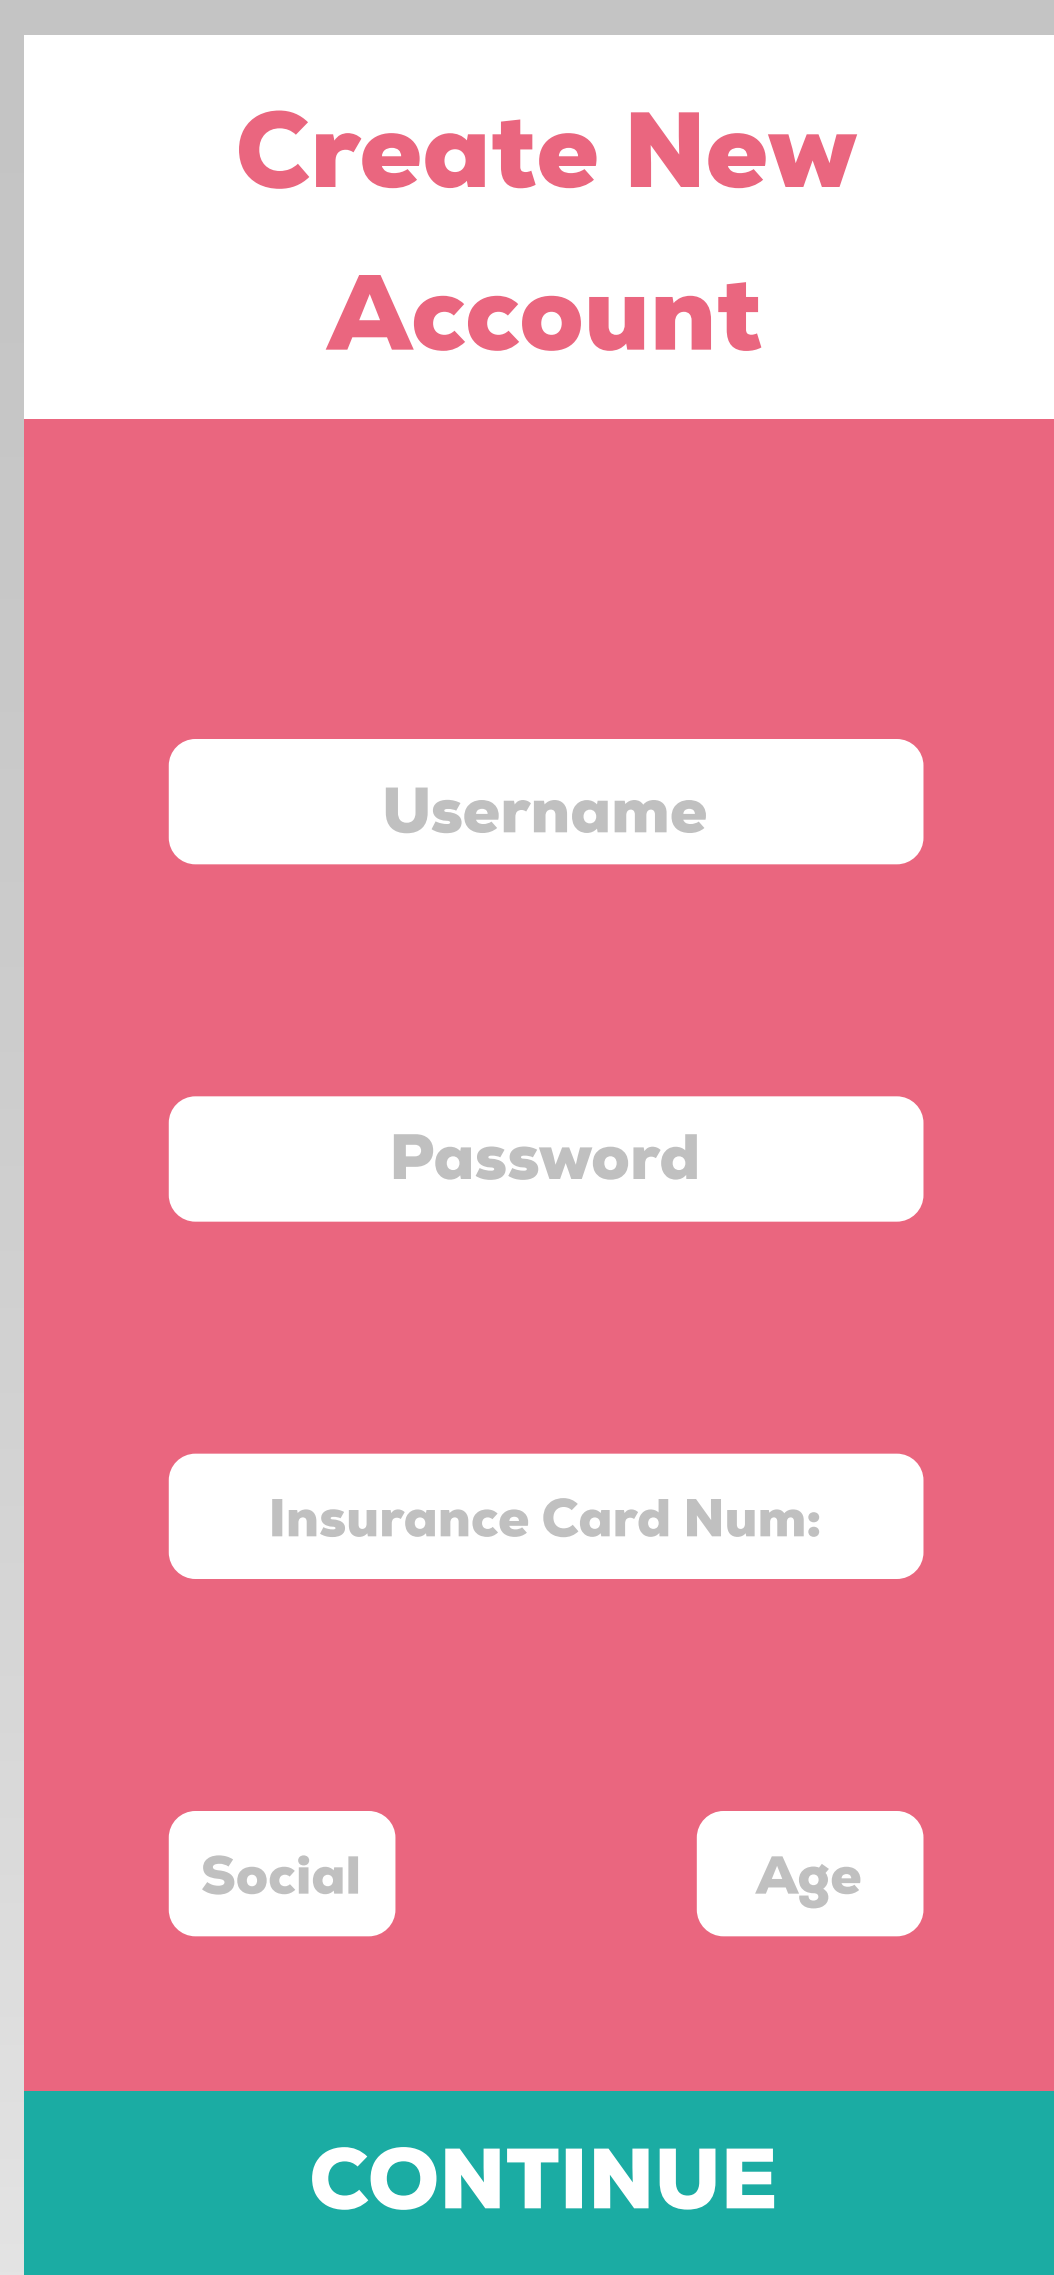 Create New
Account
Username
Password
Insurance Card Num:
Social
Age
CONTINUE